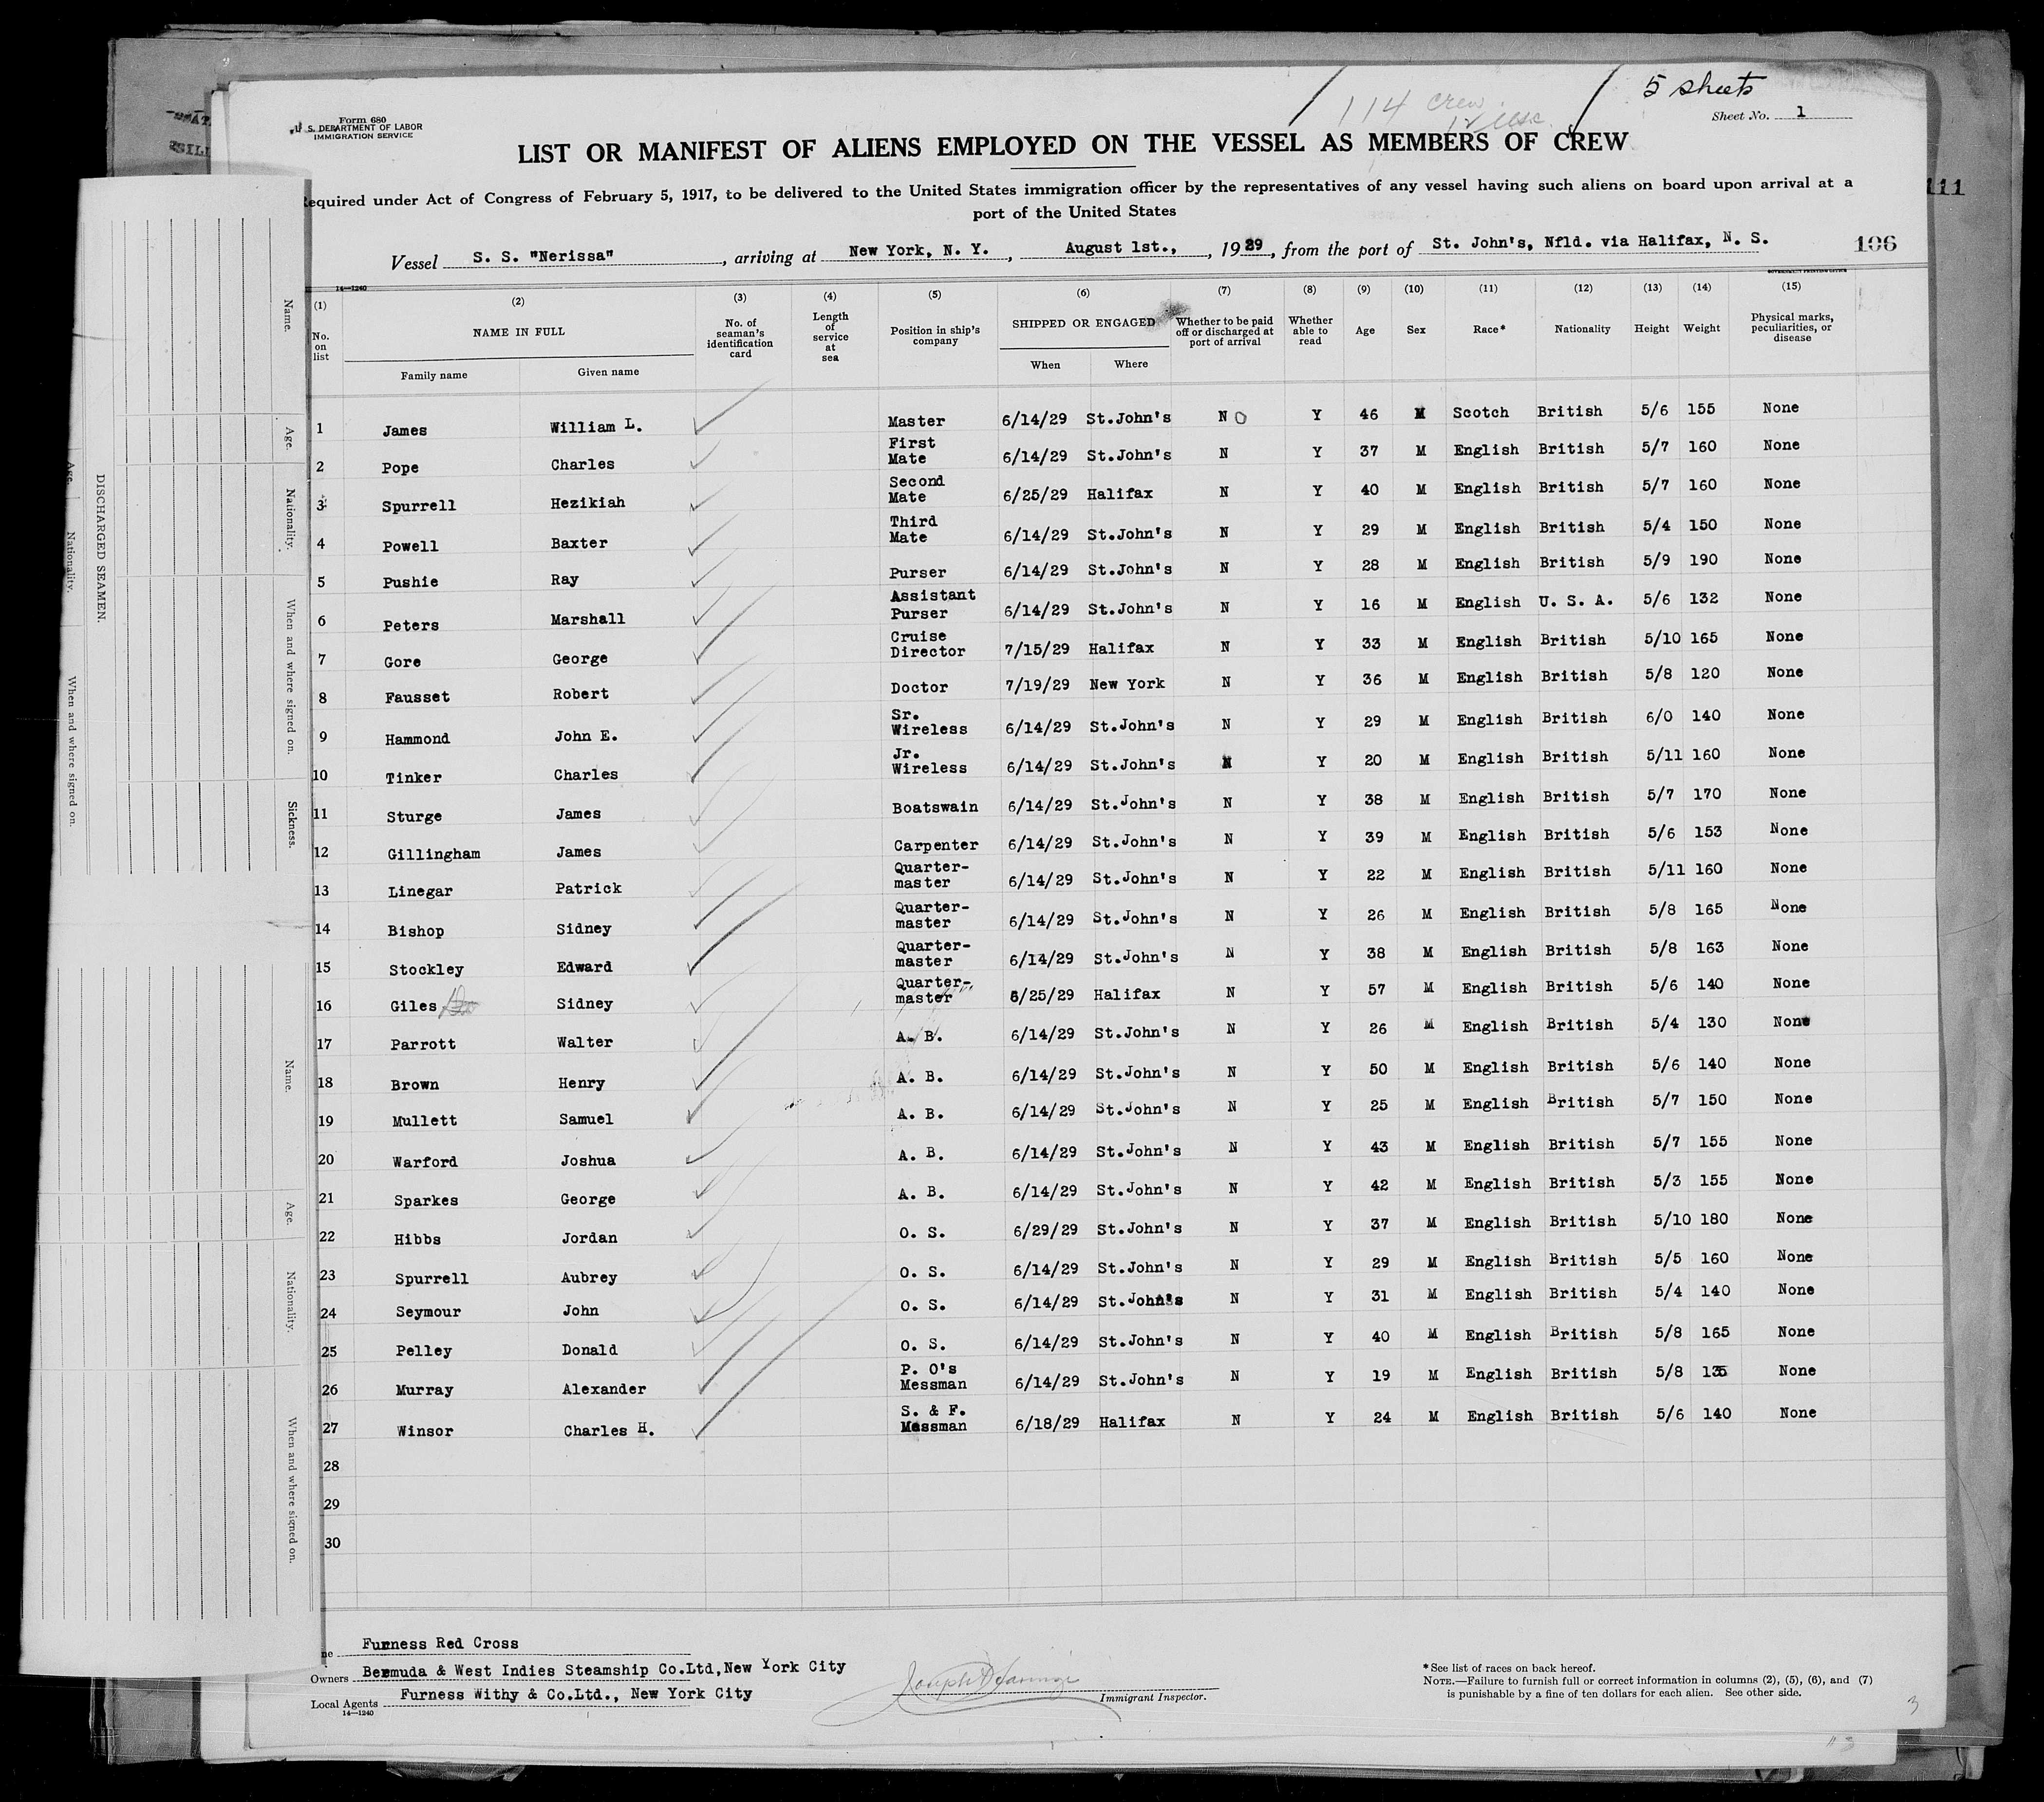 5 sheets
114 crew
Sheet No. 1
Form 680
U. S. DEPARTMENT OF LABOR
IMMIGRATION SERVICE
LIST OR MANIFEST OF ALIENS EMPLOYED ON THE VESSEL AS MEMBERS OF CREW
Required under Act of Congress of February 5, 1917, to be delivered to the United States immigration officer by the representatives of any vessel having such aliens on board upon arrival at a
port of the United States
111
Vessel S. S. "Nerissa", arriving at New York, N. Y., August 1st., , 1929, from the port of St. John's, Nfld. via Halifax, N. S.
106
14—1240
GOVERNMENT PRINTING OFFICE
(1) (2) (3) (4) (5) (6) (7) (8) (9) (10) (11) (12) (13) (14) (15)
No. on list NAME IN FULL No. of seaman's identification card Length of service at sea Position in ship's company SHIPPED OR ENGAGED Whether to be paid off or discharged at port of arrival Whether able to read Age Sex Race* Nationality Height Weight Physical marks, peculiarities, or disease
Family name Given name When Where
1 James William L. Master 6/14/29 St.John's No Y 46 M Scotch British 5/6 155 None
2 Pope Charles First Mate 6/14/29 St.John's N Y 37 M English British 5/7 160 None
3 Spurrell Hezikiah Second Mate 6/25/29 Halifax N Y 40 M English British 5/7 160 None
4 Powell Baxter Third Mate 6/14/29 St.John's N Y 29 M English British 5/4 150 None
5 Pushie Ray Purser 6/14/29 St.John's N Y 28 M English British 5/9 190 None
6 Peters Marshall Assistant Purser 6/14/29 St.John's N Y 16 M English U. S. A. 5/6 132 None
7 Gore George Cruise Director 7/15/29 Halifax N Y 33 M English British 5/10 165 None
8 Fausset Robert Doctor 7/19/29 New York N Y 36 M English British 5/8 120 None
9 Hammond John E. Sr. Wireless 6/14/29 St.John's N Y 29 M English British 6/0 140 None
10 Tinker Charles Jr. Wireless 6/14/29 St.John's N Y 20 M English British 5/11 160 None
11 Sturge James Boatswain 6/14/29 St.John's N Y 38 M English British 5/7 170 None
12 Gillingham James Carpenter 6/14/29 St.John's N Y 39 M English British 5/6 153 None
13 Linegar Patrick Quarter-master 6/14/29 St.John's N Y 22 M English British 5/11 160 None
14 Bishop Sidney Quarter-master 6/14/29 St.John's N Y 26 M English British 5/8 165 None
15 Stockley Edward Quarter-master 6/14/29 St.John's N Y 38 M English British 5/8 163 None
16 Giles Sidney Quarter-master 6/25/29 Halifax N Y 57 M English British 5/6 140 None
17 Parrott Walter A. B. 6/14/29 St.John's N Y 26 M English British 5/4 130 None
18 Brown Henry A. B. 6/14/29 St.John's N Y 50 M English British 5/6 140 None
19 Mullett Samuel A. B. 6/14/29 St.John's N Y 25 M English British 5/7 150 None
20 Warford Joshua A. B. 6/14/29 St.John's N Y 43 M English British 5/7 155 None
21 Sparkes George A. B. 6/14/29 St.John's N Y 42 M English British 5/3 155 None
22 Hibbs Jordan O. S. 6/29/29 St.John's N Y 37 M English British 5/10 180 None
23 Spurrell Aubrey O. S. 6/14/29 St.John's N Y 29 M English British 5/5 160 None
24 Seymour John O. S. 6/14/29 St.John's N Y 31 M English British 5/4 140 None
25 Pelley Donald O. S. 6/14/29 St.John's N Y 40 M English British 5/8 165 None
26 Murray Alexander P. O's Messman 6/14/29 St.John's N Y 19 M English British 5/8 135 None
27 Winsor Charles H. S. & F. Messman 6/18/29 Halifax N Y 24 M English British 5/6 140 None
28
29
30
ne Furness Red Cross
Owners Bermuda & West Indies Steamship Co.Ltd,New York City
Local Agents Furness Withy & Co.Ltd., New York City
14—1240
Immigrant Inspector.
*See list of races on back hereof.
NOTE.—Failure to furnish full or correct information in columns (2), (5), (6), and (7)
is punishable by a fine of ten dollars for each alien. See other side.
3
Name. Age. Nationality. When and where signed on. Sickness.
DISCHARGED SEAMEN.
Age. Nationality. When and where signed on.
Name. Age. Nationality. When and where signed on.